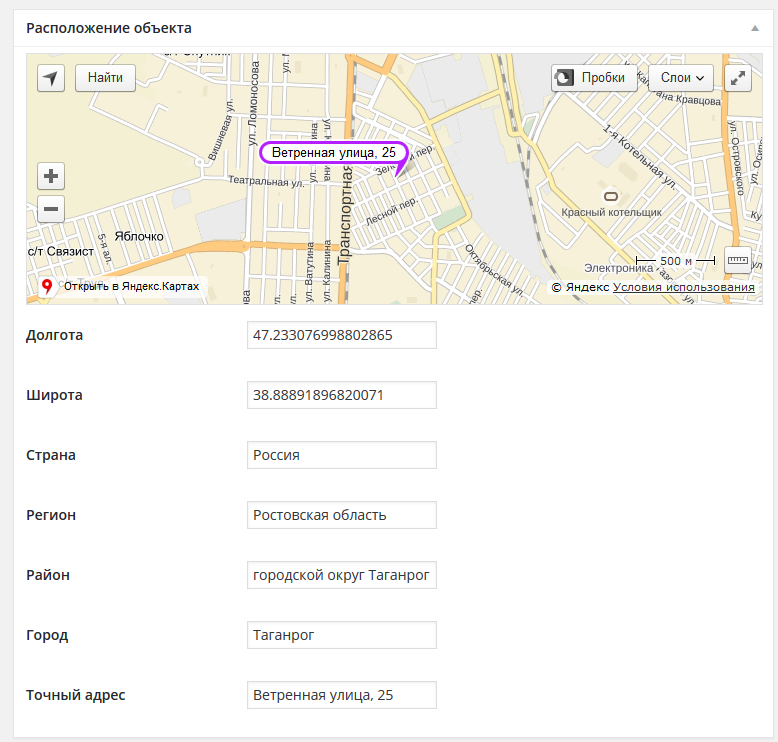 Расположение объекта
Найти
Пробки
Слои
1-я Котельная ул.
ул. Островского
Вишневая ул.
ул. Ломоносова
Ветренная улица, 25
Театральная ул.
Лесной пер.
Транспортная
Красный котельщик
Яблочко
с/т Связист
5-я ал.
ул. Ватутина
ул. Калинина
Октябрьская ул.
Электроника
500 м
Открыть в Яндекс.Картах
© Яндекс Условия использования
Долгота 47.233076998802865
Широта 38.88891896820071
Страна Россия
Регион Ростовская область
Район городской округ Таганрог
Город Таганрог
Точный адрес Ветренная улица, 25